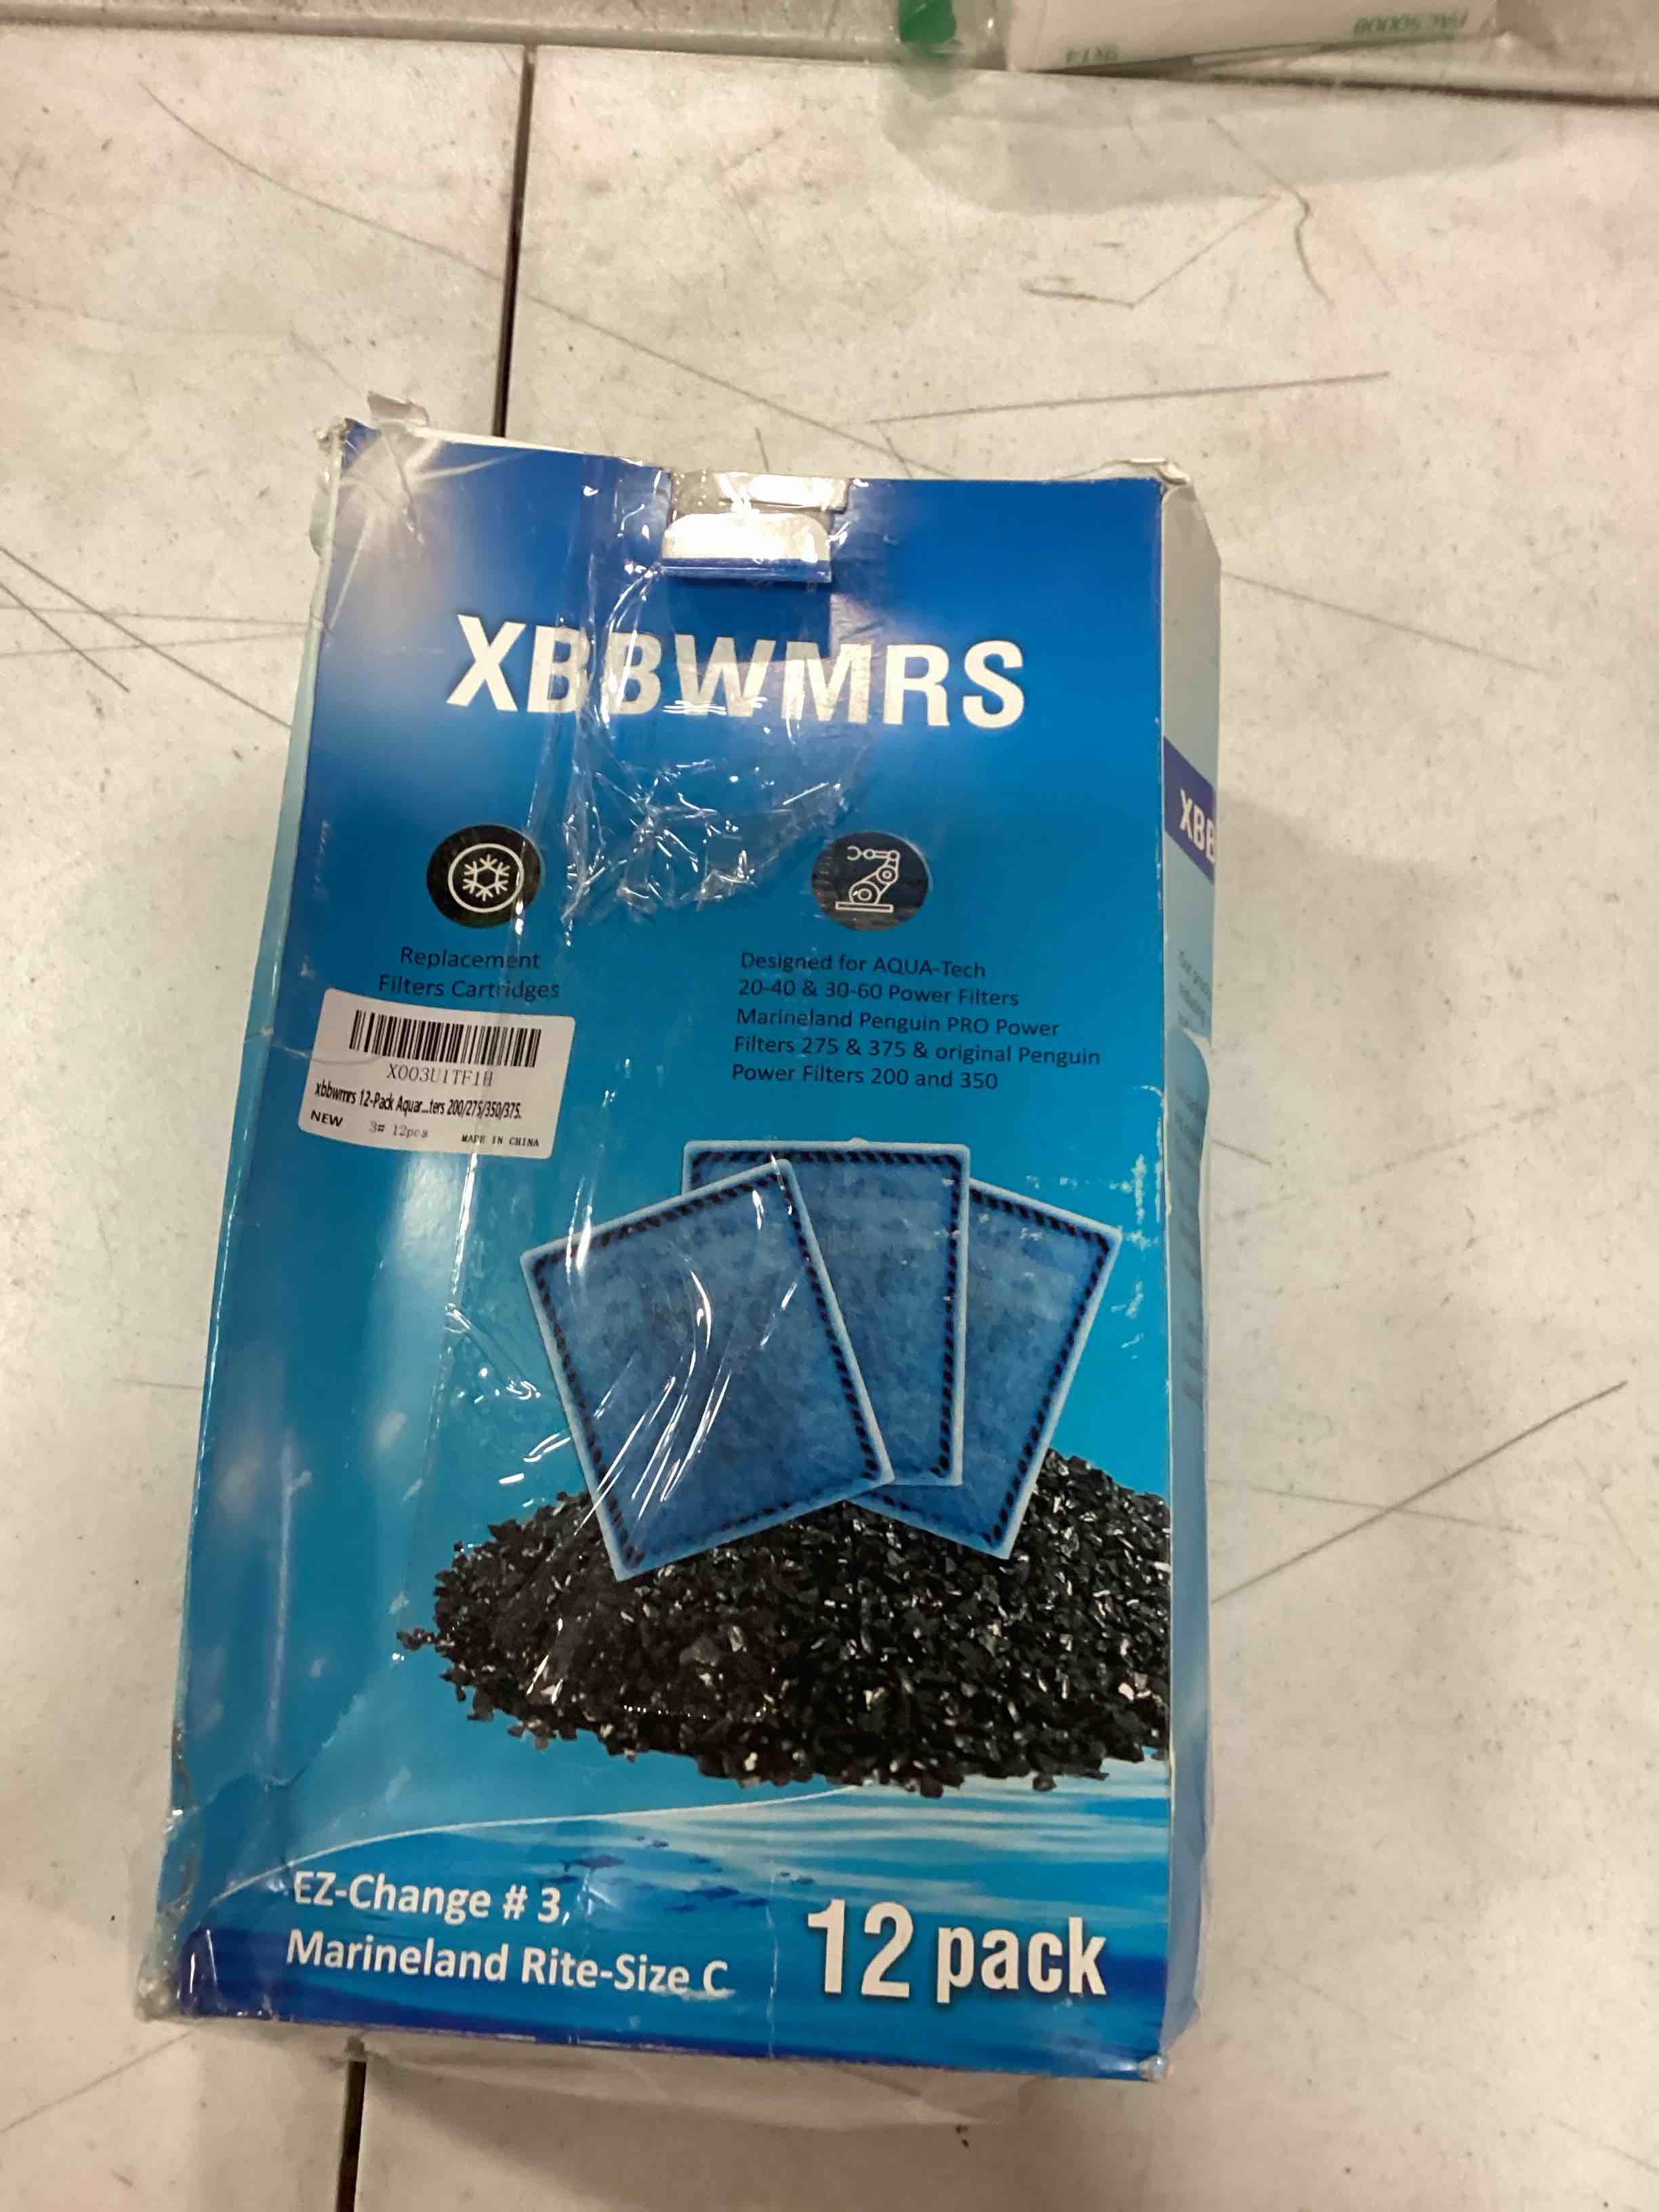 XBBWMRS
XBB
Replacement
Filters Cartridges
Designed for AQUA-Tech
20-40 & 30-60 Power Filters
Marineland Penguin PRO Power
Filters 275 & 375 & original Penguin
Power Filters 200 and 350
X003U1TF1H
xbbwmrs 12-Pack Aquar...ters 200/275/350/375.
NEW 3# 12pcs MADE IN CHINA
EZ-Change # 3,
Marineland Rite-Size C
12 pack